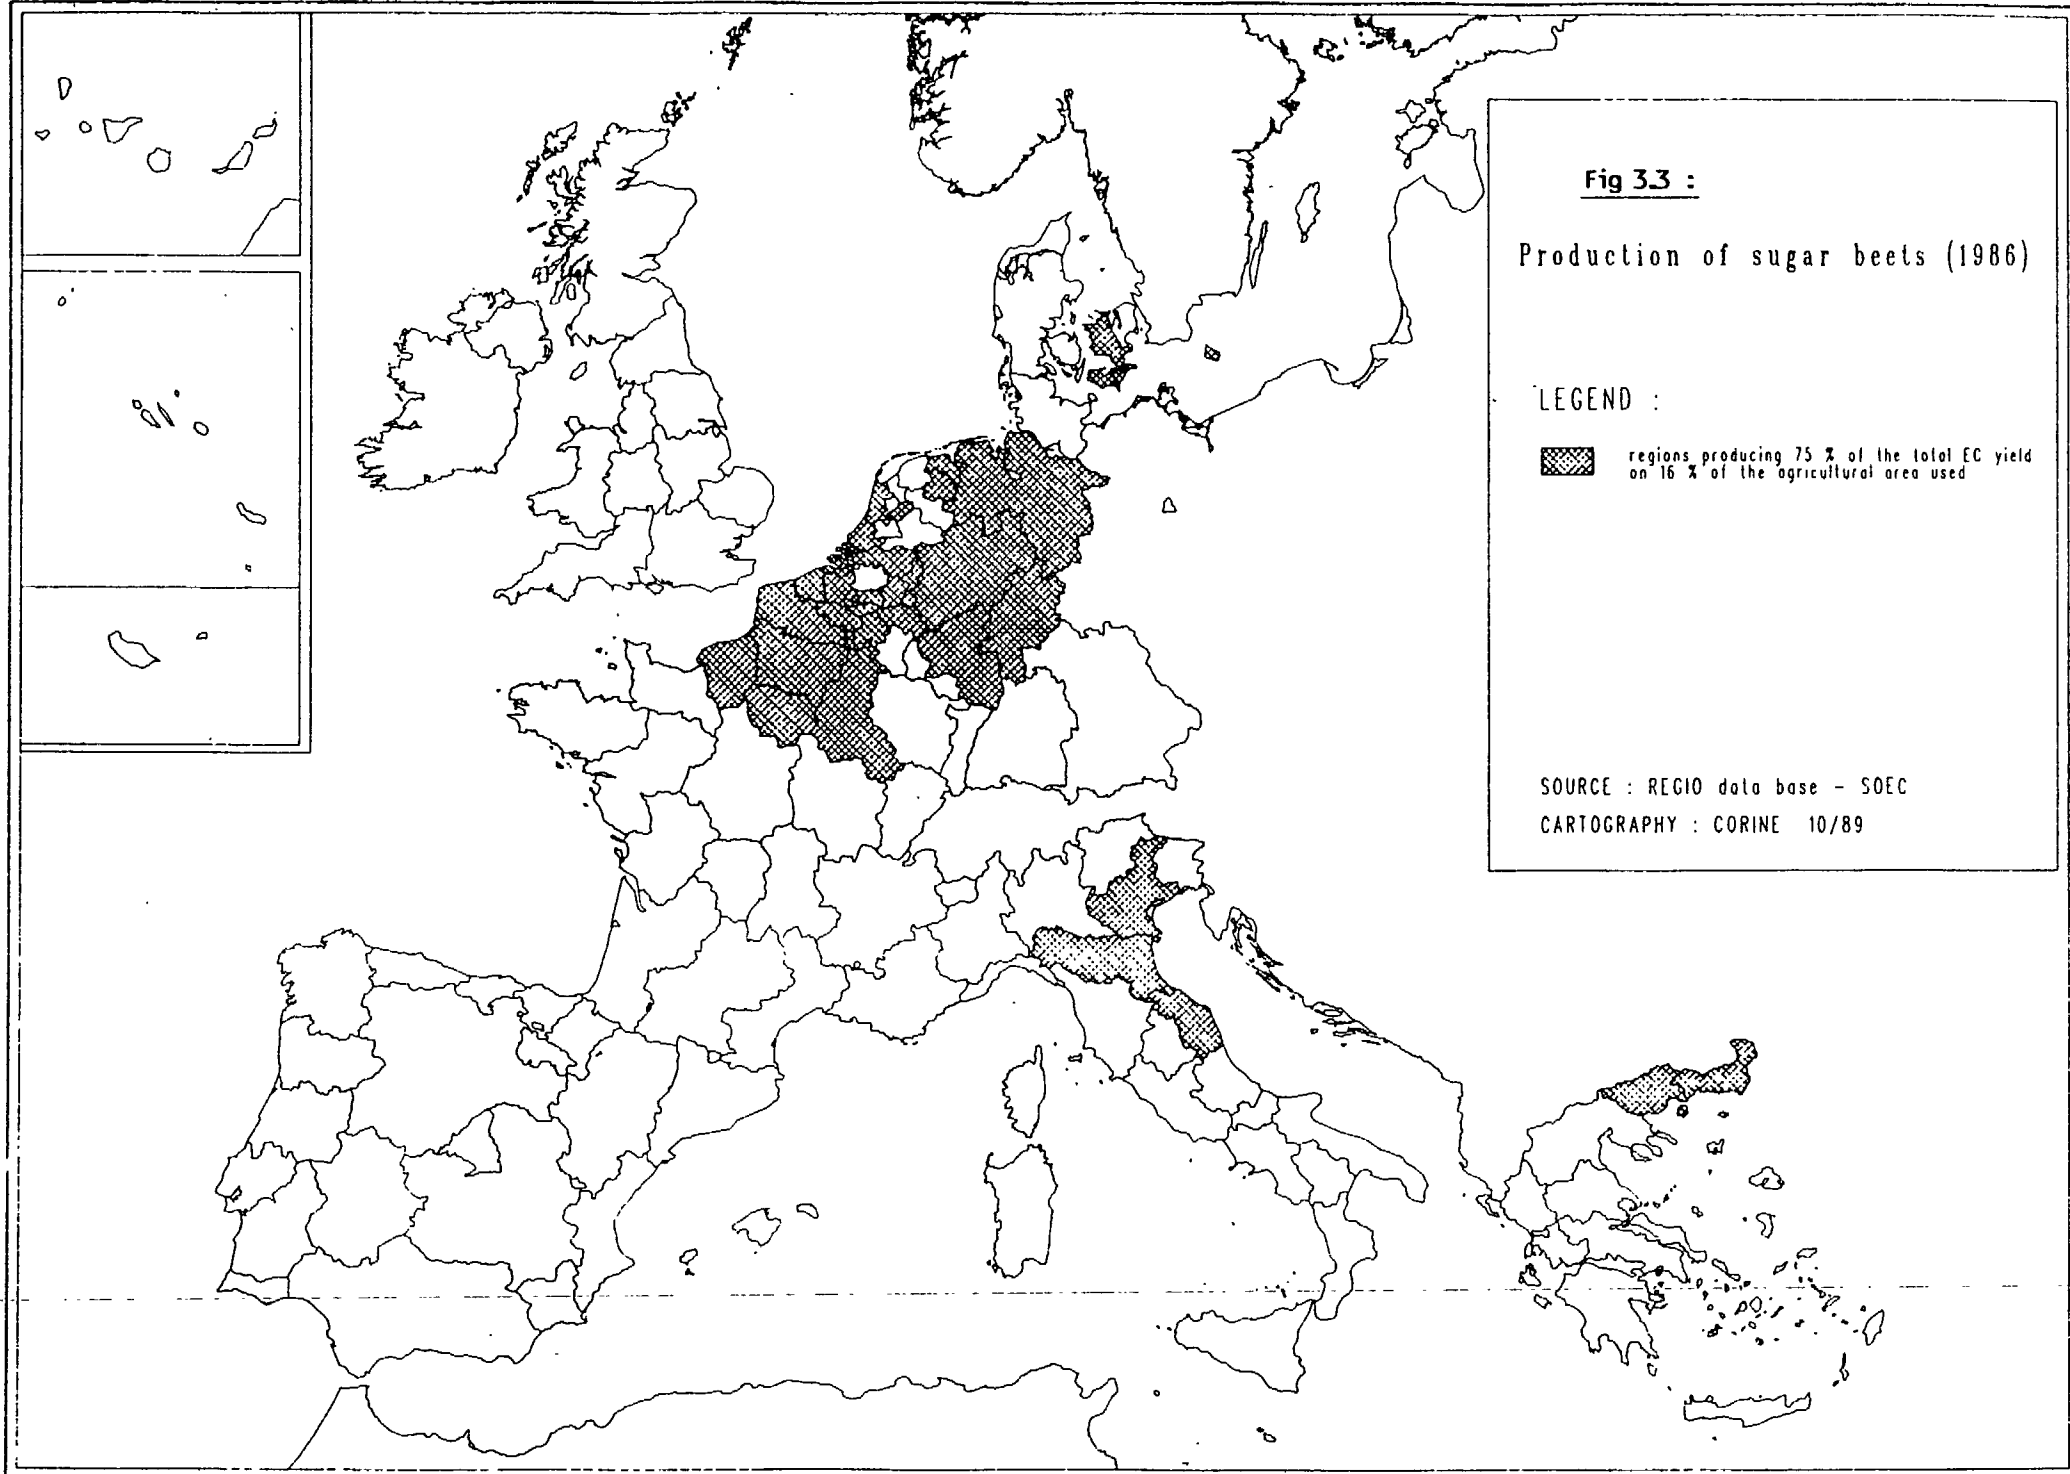 Fig 3.3 :
Production of sugar beets (1986)
LEGEND :
regions producing 75 % of the total EC yield
on 16 % of the agricultural area used
SOURCE : REGIO data base - SOEC
CARTOGRAPHY : CORINE 10/89